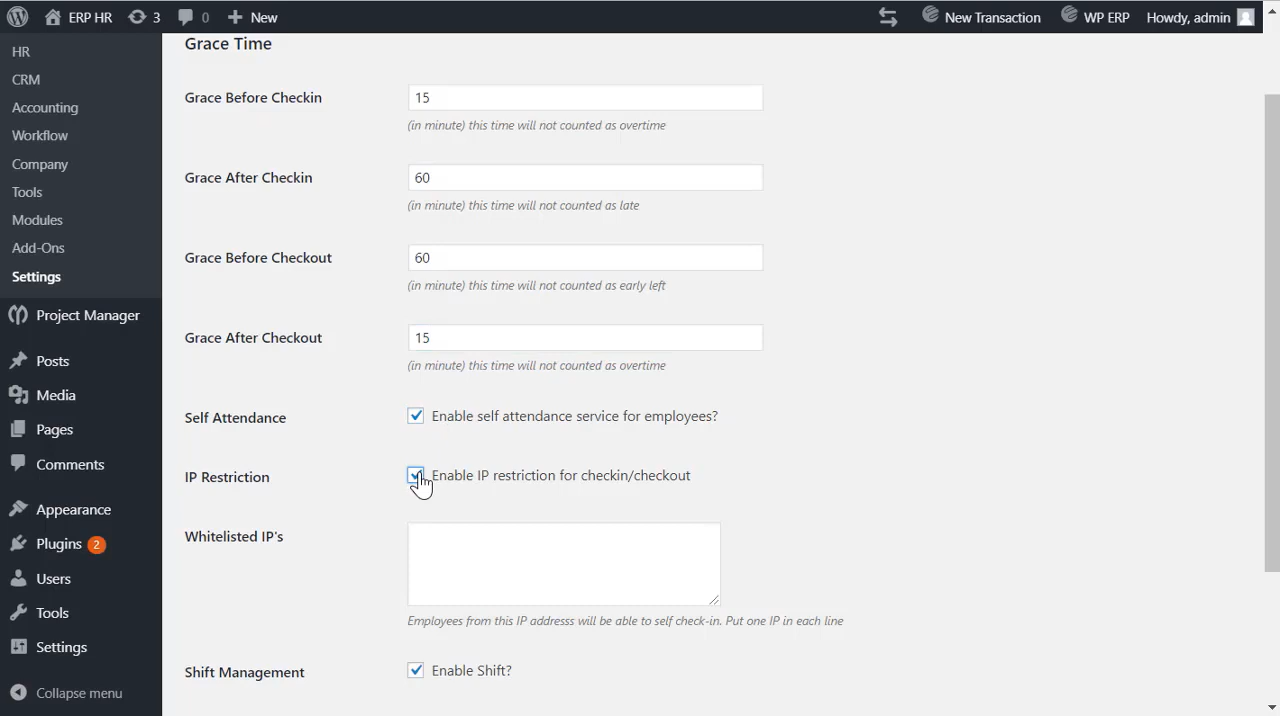 ERP HR 3 0 New New Transaction WP ERP Howdy, admin
HR
CRM
Accounting
Workflow
Company
Tools
Modules
Add-Ons
Settings
Project Manager
Posts
Media
Pages
Comments
Appearance
Plugins 2
Users
Tools
Settings
Collapse menu
Grace Time
Grace Before Checkin 15
(in minute) this time will not counted as overtime
Grace After Checkin 60
(in minute) this time will not counted as late
Grace Before Checkout 60
(in minute) this time will not counted as early left
Grace After Checkout 15
(in minute) this time will not counted as overtime
Self Attendance Enable self attendance service for employees?
IP Restriction Enable IP restriction for checkin/checkout
Whitelisted IP's
Employees from this IP addresss will be able to self check-in. Put one IP in each line
Shift Management Enable Shift?